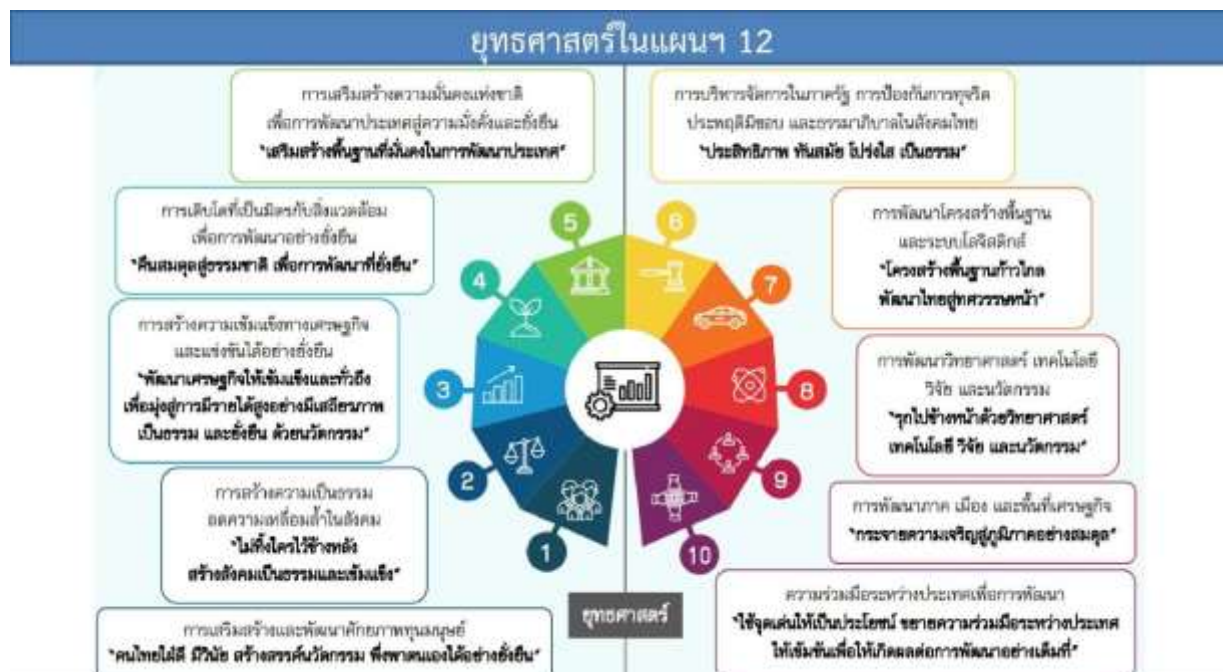 ยุทธศาสตร์ในแผนฯ 12
การเสริมสร้างความมั่นคงแห่งชาติ
เพื่อการพัฒนาประเทศสู่ความมั่งคั่งและยั่งยืน
"เสริมสร้างพื้นฐานที่มั่นคงในการพัฒนาประเทศ"
การเติบโตที่เป็นมิตรกับสิ่งแวดล้อม
เพื่อการพัฒนาอย่างยั่งยืน
"คืนสมดุลสู่ธรรมชาติ เพื่อการพัฒนาที่ยั่งยืน"
การสร้างความเข้มแข็งทางเศรษฐกิจ
และแข่งขันได้อย่างยั่งยืน
"พัฒนาเศรษฐกิจให้เข้มแข็งและทั่วถึง
เพื่อมุ่งสู่การมีรายได้สูงอย่างมีเสถียรภาพ
เป็นธรรม และยั่งยืน ด้วยนวัตกรรม"
การสร้างความเป็นธรรม
ลดความเหลื่อมล้ำในสังคม
"ไม่ทิ้งใครไว้ข้างหลัง
สร้างสังคมเป็นธรรมและเข้มแข็ง"
การเสริมสร้างและพัฒนาศักยภาพทุนมนุษย์
"คนไทยใฝ่ดี มีวินัย สร้างสรรค์นวัตกรรม พึ่งพาตนเองได้อย่างยั่งยืน"
5
4
3
2
1
6
7
8
9
10
ยุทธศาสตร์
การบริหารจัดการในภาครัฐ การป้องกันการทุจริต
ประพฤติมิชอบ และธรรมาภิบาลในสังคมไทย
"ประสิทธิภาพ ทันสมัย โปร่งใส เป็นธรรม"
การพัฒนาโครงสร้างพื้นฐาน
และระบบโลจิสติกส์
"โครงสร้างพื้นฐานก้าวไกล
พัฒนาไทยสู่ทศวรรษหน้า"
การพัฒนาวิทยาศาสตร์ เทคโนโลยี
วิจัย และนวัตกรรม
"รุกไปข้างหน้าด้วยวิทยาศาสตร์
เทคโนโลยี วิจัย และนวัตกรรม"
การพัฒนาภาค เมือง และพื้นที่เศรษฐกิจ
"กระจายความเจริญสู่ภูมิภาคอย่างสมดุล"
ความร่วมมือระหว่างประเทศเพื่อการพัฒนา
"ใช้จุดเด่นให้เป็นประโยชน์ ขยายความร่วมมือระหว่างประเทศ
ให้เข้มข้นเพื่อให้เกิดผลต่อการพัฒนาอย่างเต็มที่"